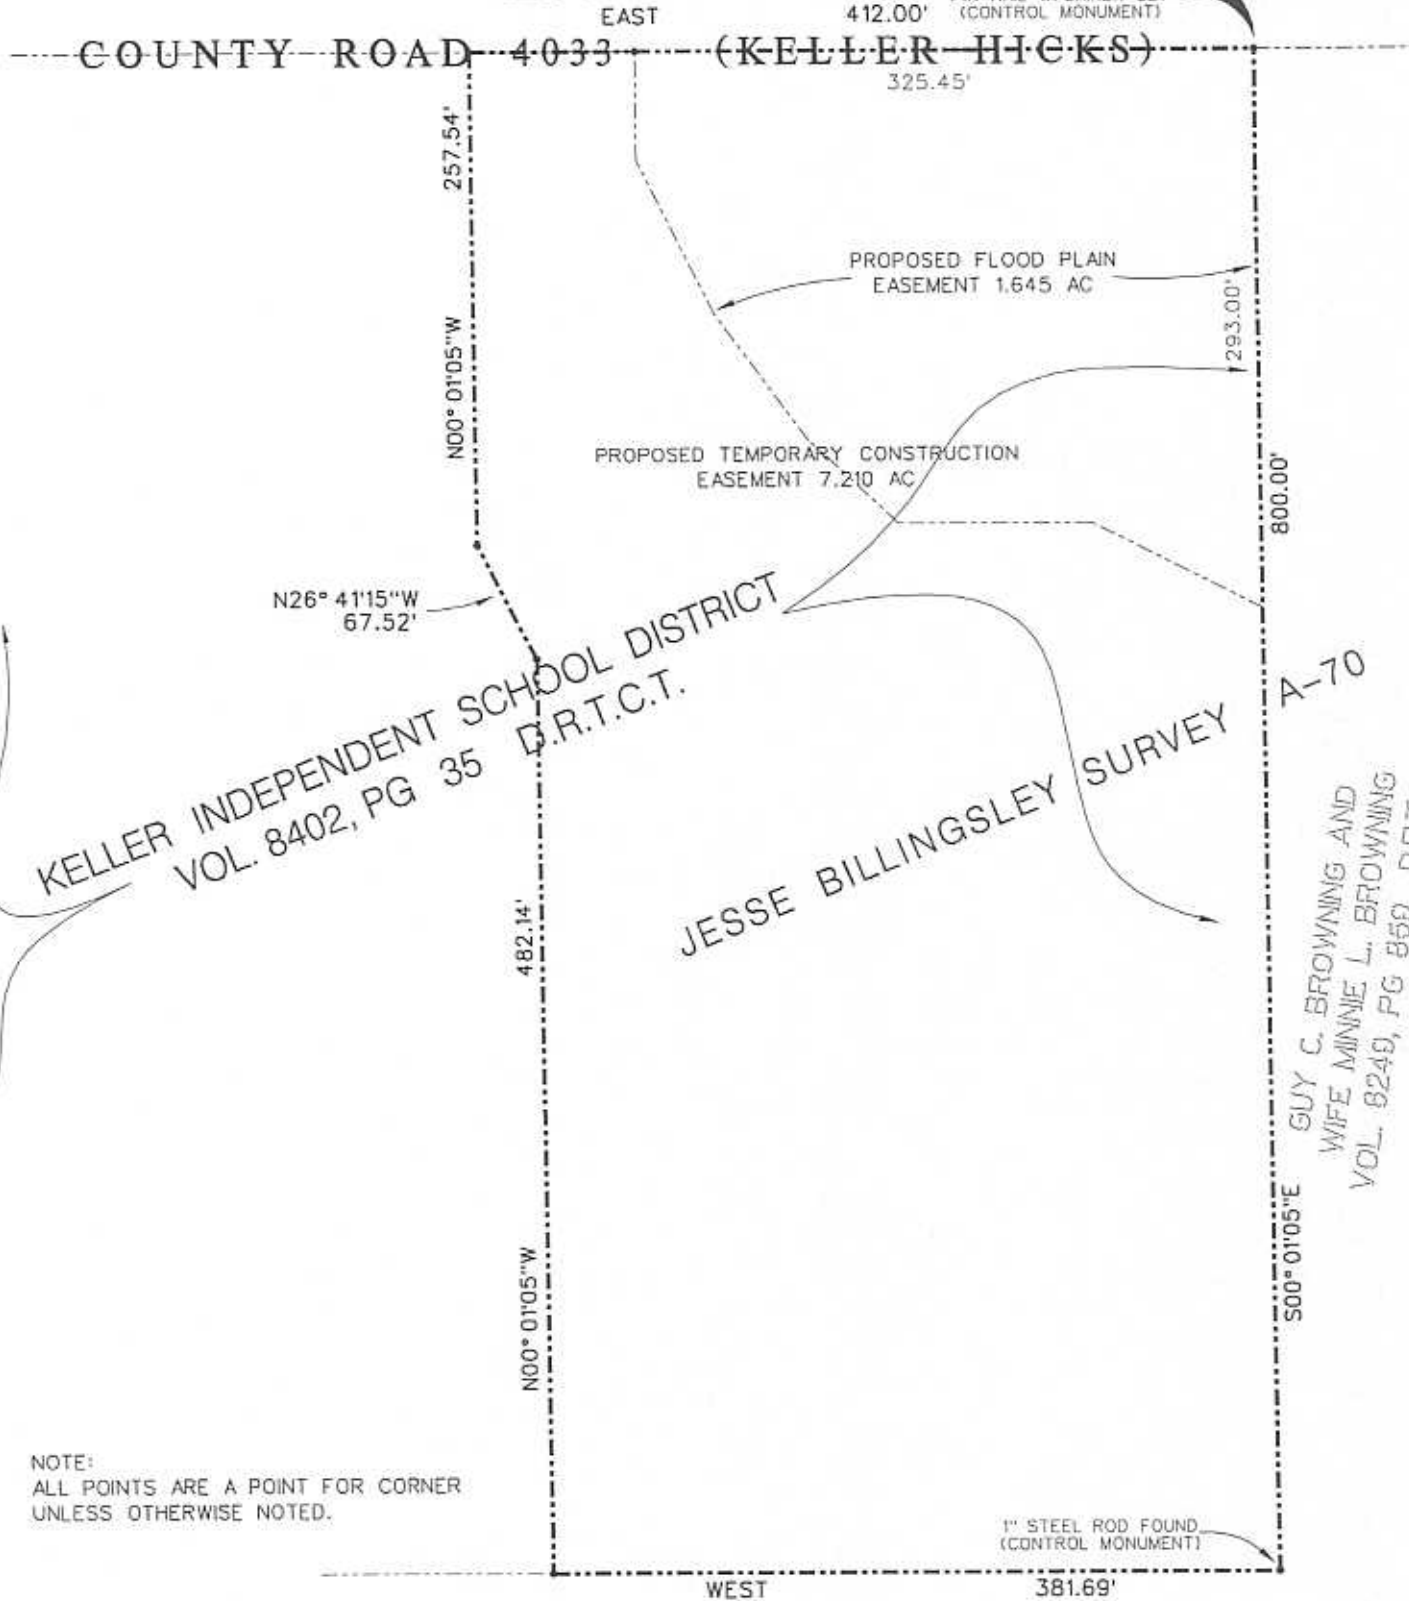 EAST
412.00'
(CONTROL MONUMENT)
COUNTY ROAD 4033 (KELLER HICKS)
325.45'
257.54'
N00° 01'05"W
PROPOSED FLOOD PLAIN
EASEMENT 1.645 AC
293.00'
PROPOSED TEMPORARY CONSTRUCTION
EASEMENT 7.210 AC
800.00'
N26° 41'15"W
67.52'
KELLER INDEPENDENT SCHOOL DISTRICT
VOL. 8402, PG 35 D.R.T.C.T.
JESSE BILLINGSLEY SURVEY A-70
GUY C. BROWNING AND
WIFE MINNIE L. BROWNING
VOL. 8249, PG 859,
482.14'
N00° 01'05"W
S00° 01'05"E
NOTE:
ALL POINTS ARE A POINT FOR CORNER
UNLESS OTHERWISE NOTED.
1" STEEL ROD FOUND
(CONTROL MONUMENT)
WEST
381.69'